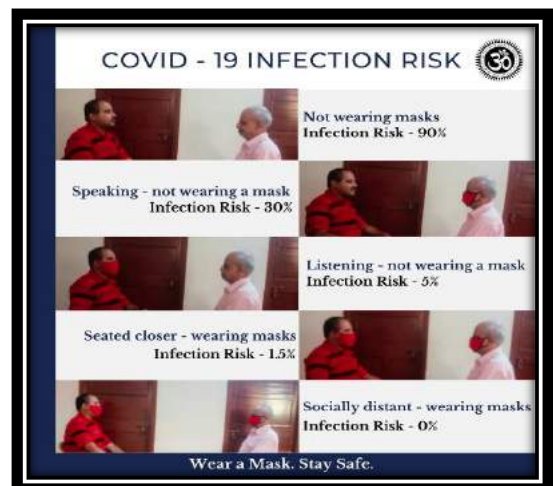 COVID - 19 INFECTION RISK
ॐ
Not wearing masks
Infection Risk - 90%
Speaking - not wearing a mask
Infection Risk - 30%
Listening - not wearing a mask
Infection Risk - 5%
Seated closer - wearing masks
Infection Risk - 1.5%
Socially distant - wearing masks
Infection Risk - 0%
Wear a Mask. Stay Safe.